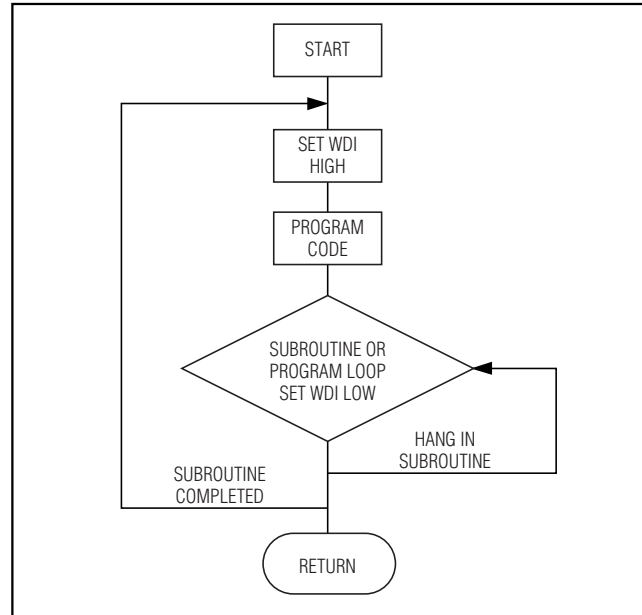 START
SET WDI
HIGH
PROGRAM
CODE
SUBROUTINE OR
PROGRAM LOOP
SET WDI LOW
HANG IN
SUBROUTINE
SUBROUTINE
COMPLETED
RETURN